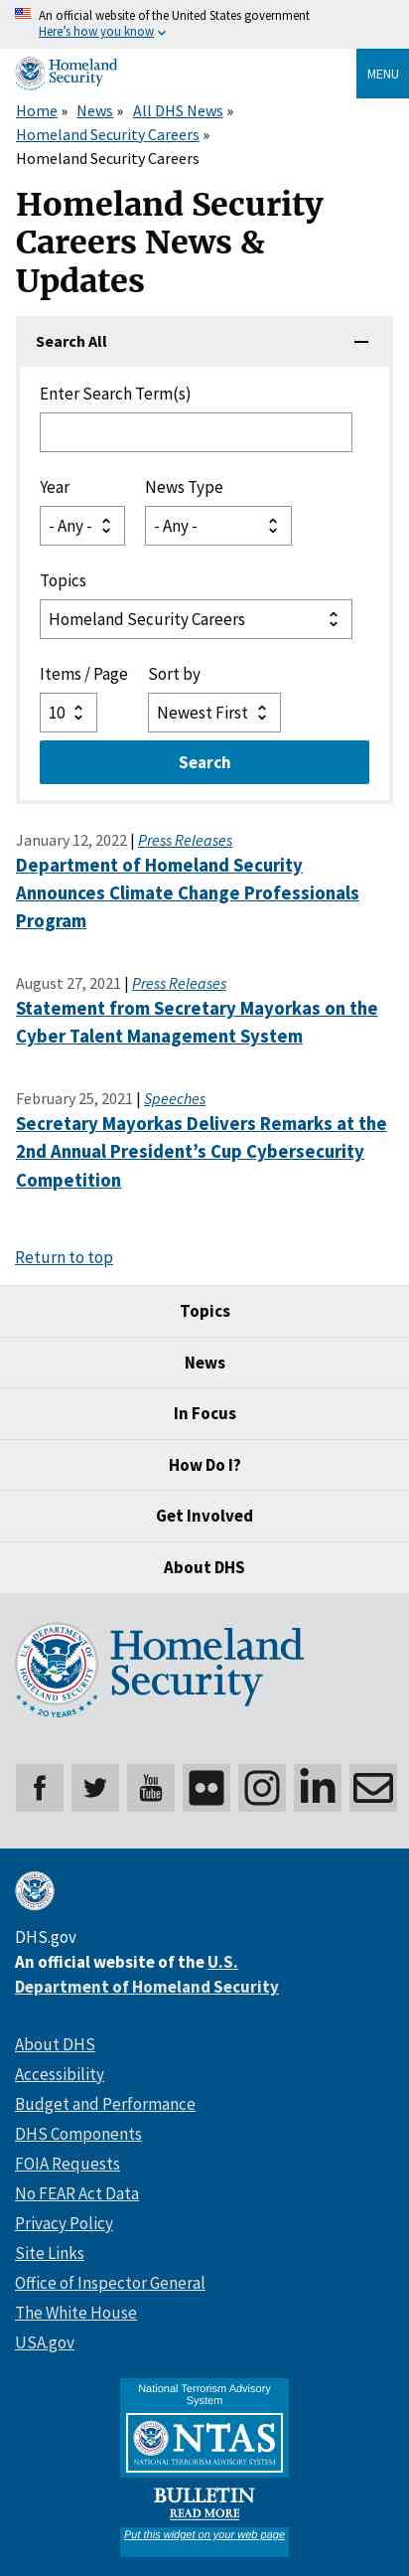 An official website of the United States government
Here's how you know
Homeland
Security
MENU
Home » News » All DHS News »
Homeland Security Careers »
Homeland Security Careers
Homeland Security
Careers News &
Updates
Search All
Enter Search Term(s)
Year News Type
- Any - - Any -
Topics
Homeland Security Careers
Items / Page Sort by
10 Newest First
Search
January 12, 2022 | Press Releases
Department of Homeland Security
Announces Climate Change Professionals
Program
August 27, 2021 | Press Releases
Statement from Secretary Mayorkas on the
Cyber Talent Management System
February 25, 2021 | Speeches
Secretary Mayorkas Delivers Remarks at the
2nd Annual President’s Cup Cybersecurity
Competition
Return to top
Topics
News
In Focus
How Do I?
Get Involved
About DHS
U.S. DEPARTMENT OF HOMELAND SECURITY
20 YEARS
Homeland
Security
You
Tube
in
DHS.gov
An official website of the U.S.
Department of Homeland Security
About DHS
Accessibility
Budget and Performance
DHS Components
FOIA Requests
No FEAR Act Data
Privacy Policy
Site Links
Office of Inspector General
The White House
USA.gov
National Terrorism Advisory
System
NTAS
NATIONAL TERRORISM ADVISORY SYSTEM
BULLETIN
READ MORE
Put this widget on your web page